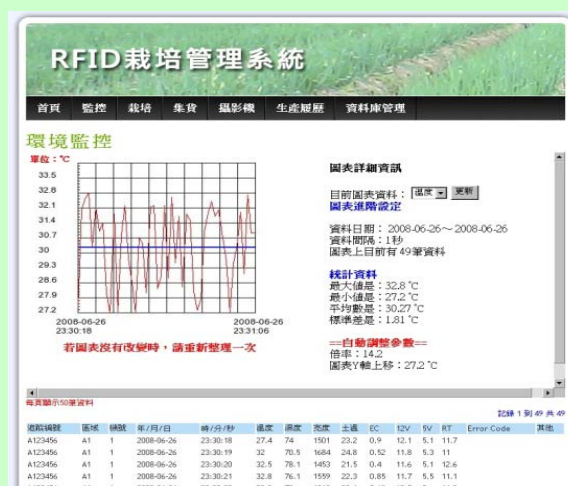 RFID栽培管理系統
首頁 監控 栽培 集貨 攝影機 生產履歷 資料庫管理
環境監控
單位：℃
33.5
32.8
32.1
31.4
30.7
30
29.3
28.6
27.9
27.2
2008-06-26 2008-06-26
23:30:18 23:31:06
若圖表沒有改變時，請重新整理一次
圖表詳細資訊
目前圖表資料： 溫度 更新
圖表進階設定
資料日期： 2008-06-26～2008-06-26
資料間隔：1秒
圖表上目前有49筆資料
統計資料
最大值是：32.8 ℃
最小值是：27.2 ℃
平均數是：30.27 ℃
標準差是：1.81 ℃
==自動調整參數==
倍率：14.2
圖表Y軸上移：27.2 ℃
每頁顯示50筆資料
記錄 1 到 49 共 49
追蹤編號 區域 棟號 年/月/日 時/分/秒 溫度 濕度 亮度 土溫 EC 12V 5V RT Error Code 其他
A123456 A1 1 2008-06-26 23:30:18 27.4 74 1501 23.2 0.9 12.1 5.1 11.7
A123456 A1 1 2008-06-26 23:30:19 32 70.5 1684 24.8 0.52 11.8 5.3 11
A123456 A1 1 2008-06-26 23:30:20 32.5 78.1 1453 21.5 0.4 11.6 5.1 12.6
A123456 A1 1 2008-06-26 23:30:21 32.8 76.1 1559 22.3 0.85 11.7 5.5 11.1